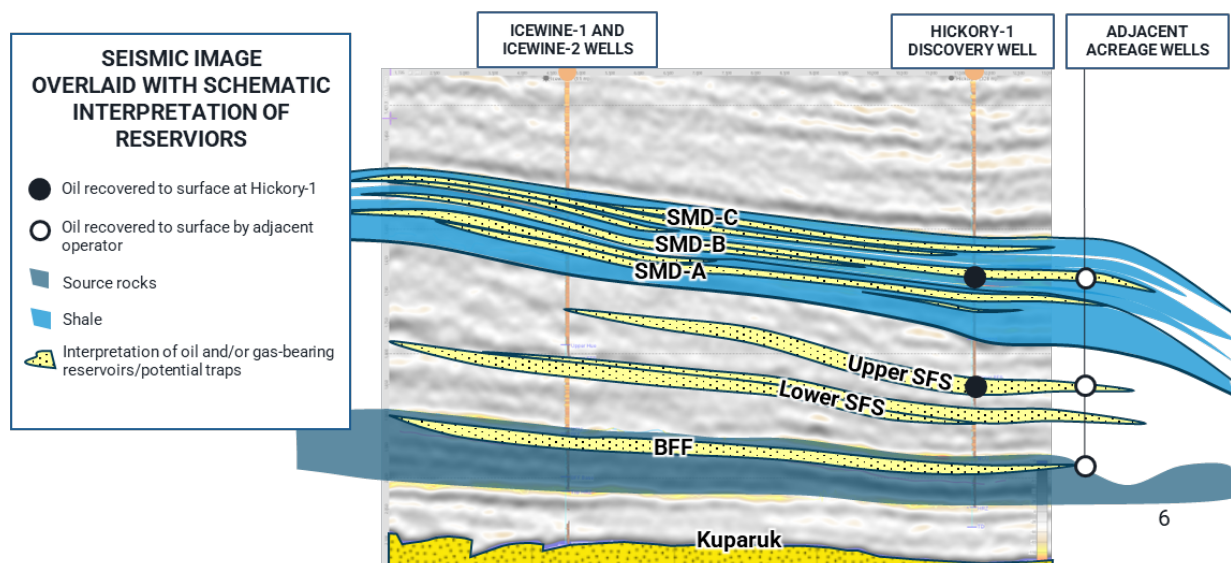 ICEWINE-1 AND
ICEWINE-2 WELLS
HICKORY-1
DISCOVERY WELL
ADJACENT
ACREAGE WELLS
SEISMIC IMAGE
OVERLAID WITH SCHEMATIC
INTERPRETATION OF
RESERVIORS
Oil recovered to surface at Hickory-1
Oil recovered to surface by adjacent
operator
Source rocks
Shale
Interpretation of oil and/or gas-bearing
reservoirs/potential traps
SMD-C
SMD-B
SMD-A
Upper SFS
Lower SFS
BFF
Kuparuk
6